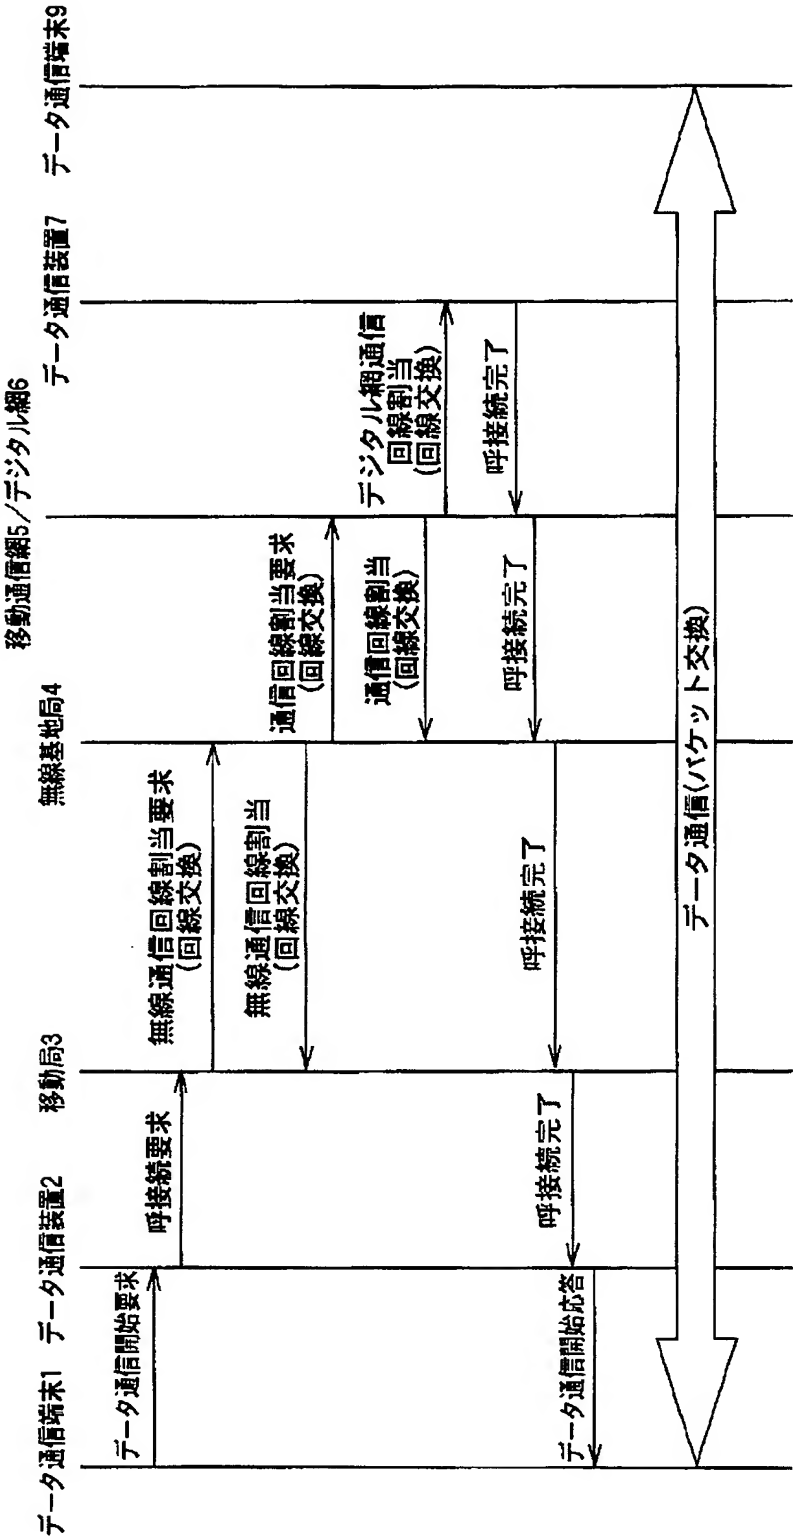 データ通信端末1
データ通信装置2
移動局3
無線基地局4
移動通信網5／デジタル網6
データ通信装置7
データ通信端末9
データ通信開始要求
呼接続要求
無線通信回線割当要求
(回線交換)
無線通信回線割当
(回線交換)
通信回線割当要求
(回線交換)
通信回線割当
(回線交換)
デジタル網通信
回線割当
(回線交換)
呼接続完了
呼接続完了
呼接続完了
呼接続完了
データ通信開始応答
データ通信(パケット交換)